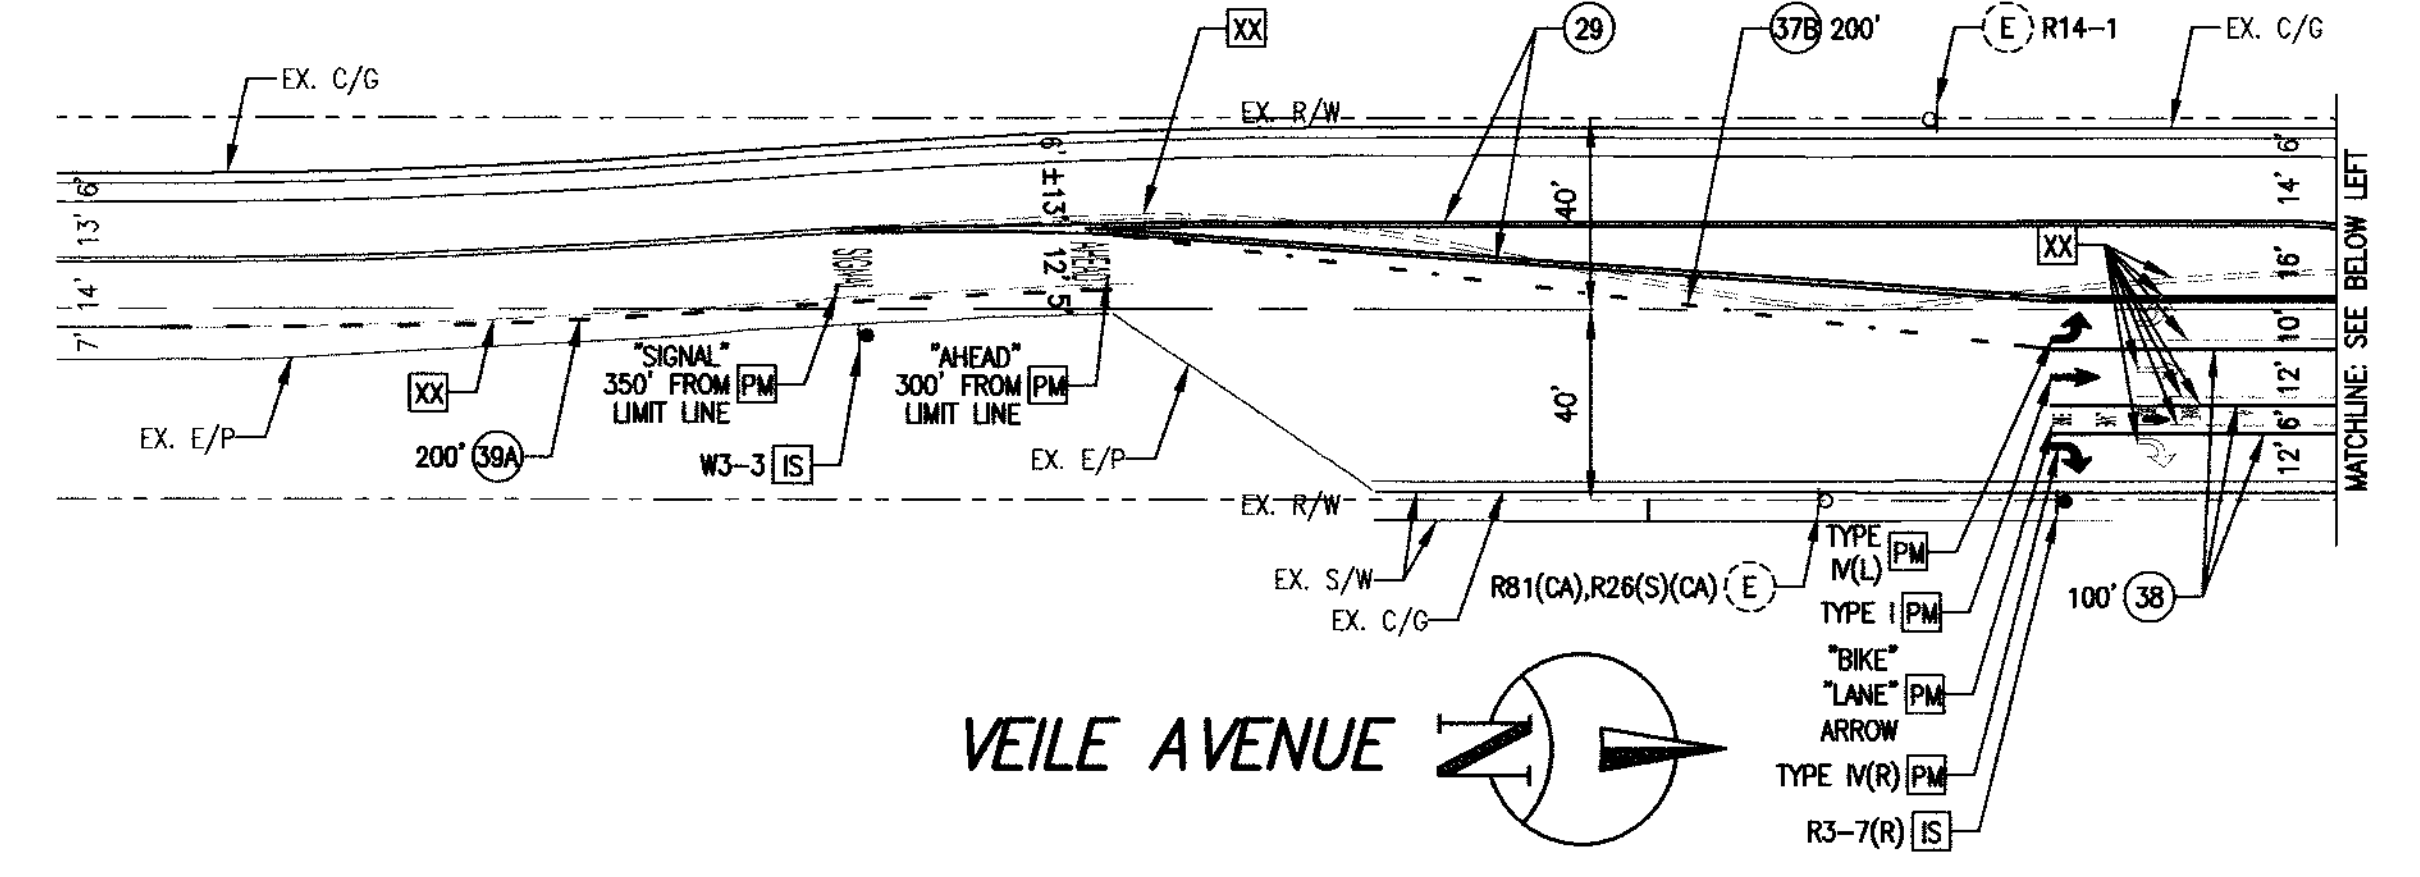 XX
29
37B 200'
E R14-1
EX. C/G
EX. C/G
EX. R/W
6'
13'
14'
7'
6'
±13'
12'
5'
SIGNAL
AHEAD
40'
40'
6'
14'
16'
10'
12'
6'
12'
XX
MATCHLINE: SEE BELOW LEFT
XX
EX. E/P
200' 39A
"SIGNAL"
350' FROM PM
LIMIT LINE
"AHEAD"
300' FROM PM
LIMIT LINE
W3-3 IS
EX. E/P
EX. R/W
EX. S/W
EX. C/G
R81(CA),R26(S)(CA) E
TYPE
IV(L) PM
TYPE I PM
"BIKE"
"LANE" PM
ARROW
TYPE IV(R) PM
R3-7(R) IS
100' 38
VEILE AVENUE
N